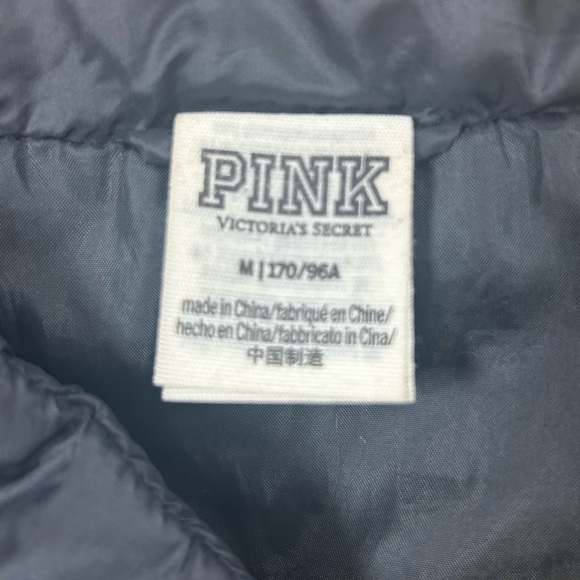 PINK
VICTORIA'S SECRET
M | 170/96A
made in China/fabriqué en Chine/
hecho en China/fabbricato in Cina/
中国制造